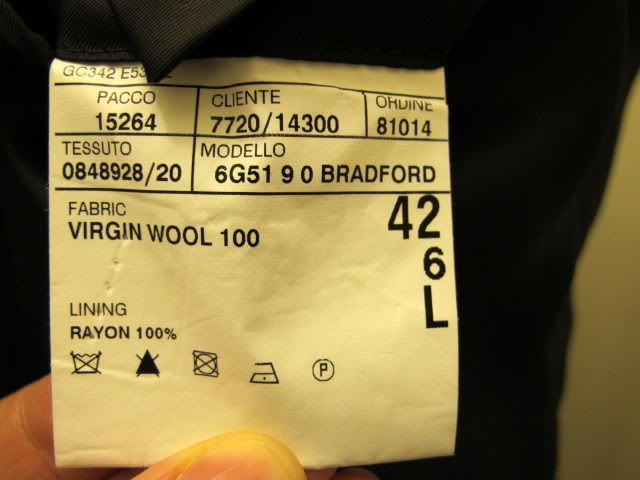 GC342
PACCO CLIENTE ORDINE
15264 7720/14300 81014
TESSUTO MODELLO
0848928/20 6G51 9 0 BRADFORD
FABRIC
VIRGIN WOOL 100
42
6
L
LINING
RAYON 100%
P